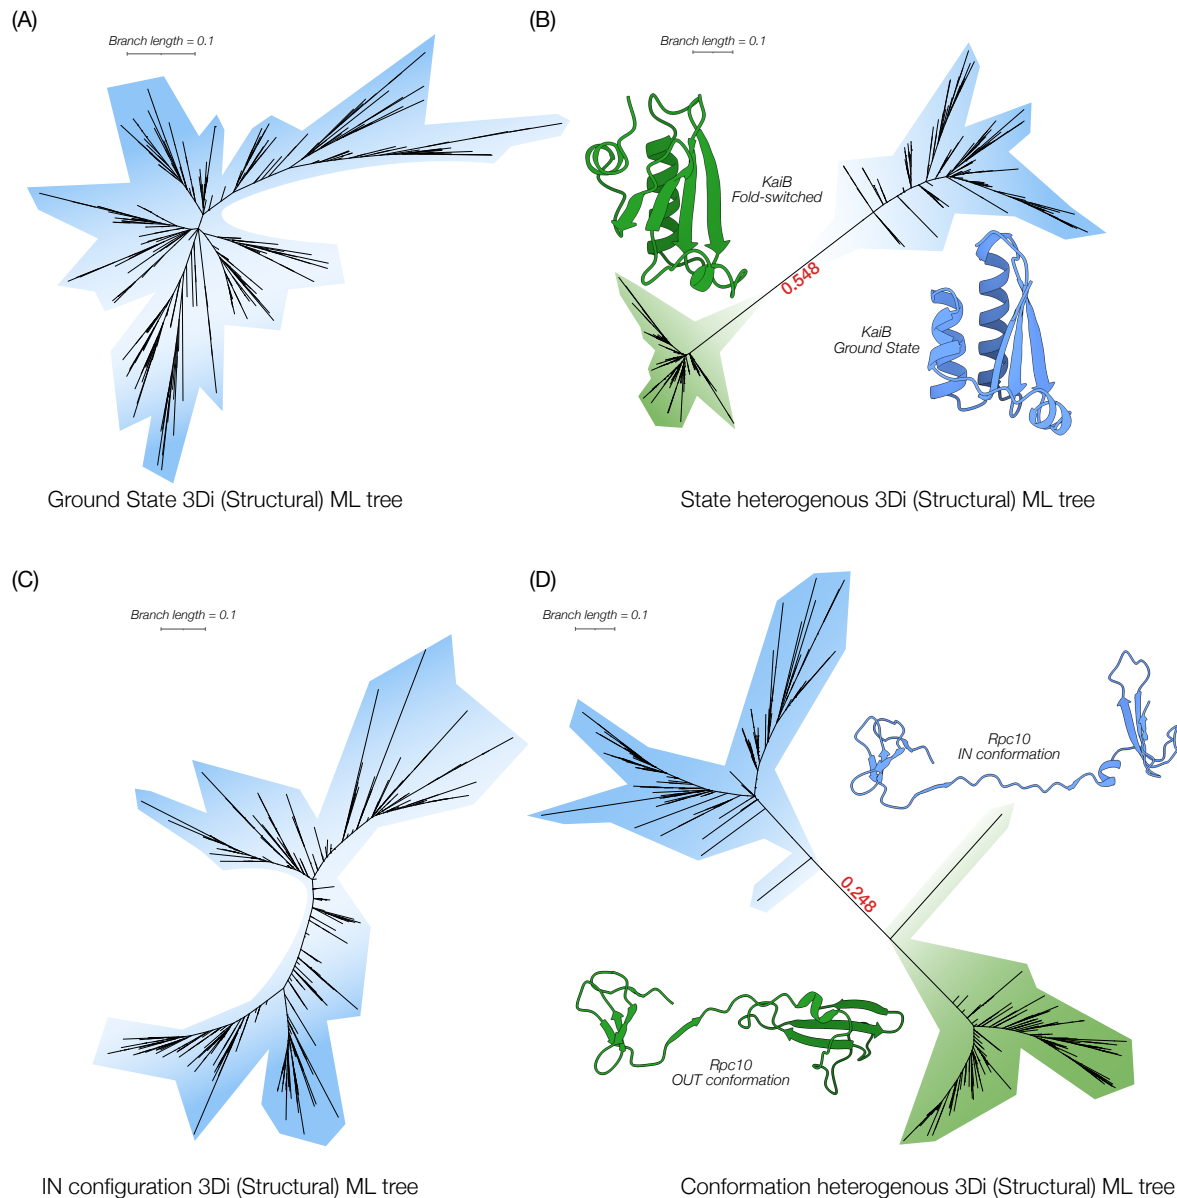 (A)
Branch length = 0.1
Ground State 3Di (Structural) ML tree
(B)
Branch length = 0.1
KaiB
Fold-switched
0.548
KaiB
Ground State
State heterogenous 3Di (Structural) ML tree
(C)
Branch length = 0.1
IN configuration 3Di (Structural) ML tree
(D)
Branch length = 0.1
Rpc10
IN conformation
0.248
Rpc10
OUT conformation
Conformation heterogenous 3Di (Structural) ML tree